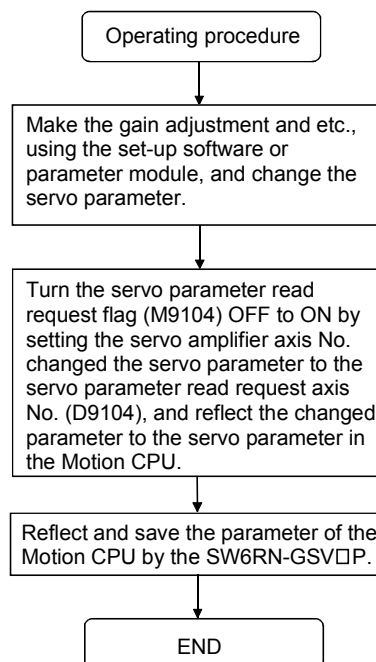 Operating procedure
Make the gain adjustment and etc.,
using the set-up software or
parameter module, and change the
servo parameter.
Turn the servo parameter read
request flag (M9104) OFF to ON by
setting the servo amplifier axis No.
changed the servo parameter to the
servo parameter read request axis
No. (D9104), and reflect the changed
parameter to the servo parameter in
the Motion CPU.
Reflect and save the parameter of the
Motion CPU by the SW6RN-GSV□P.
END